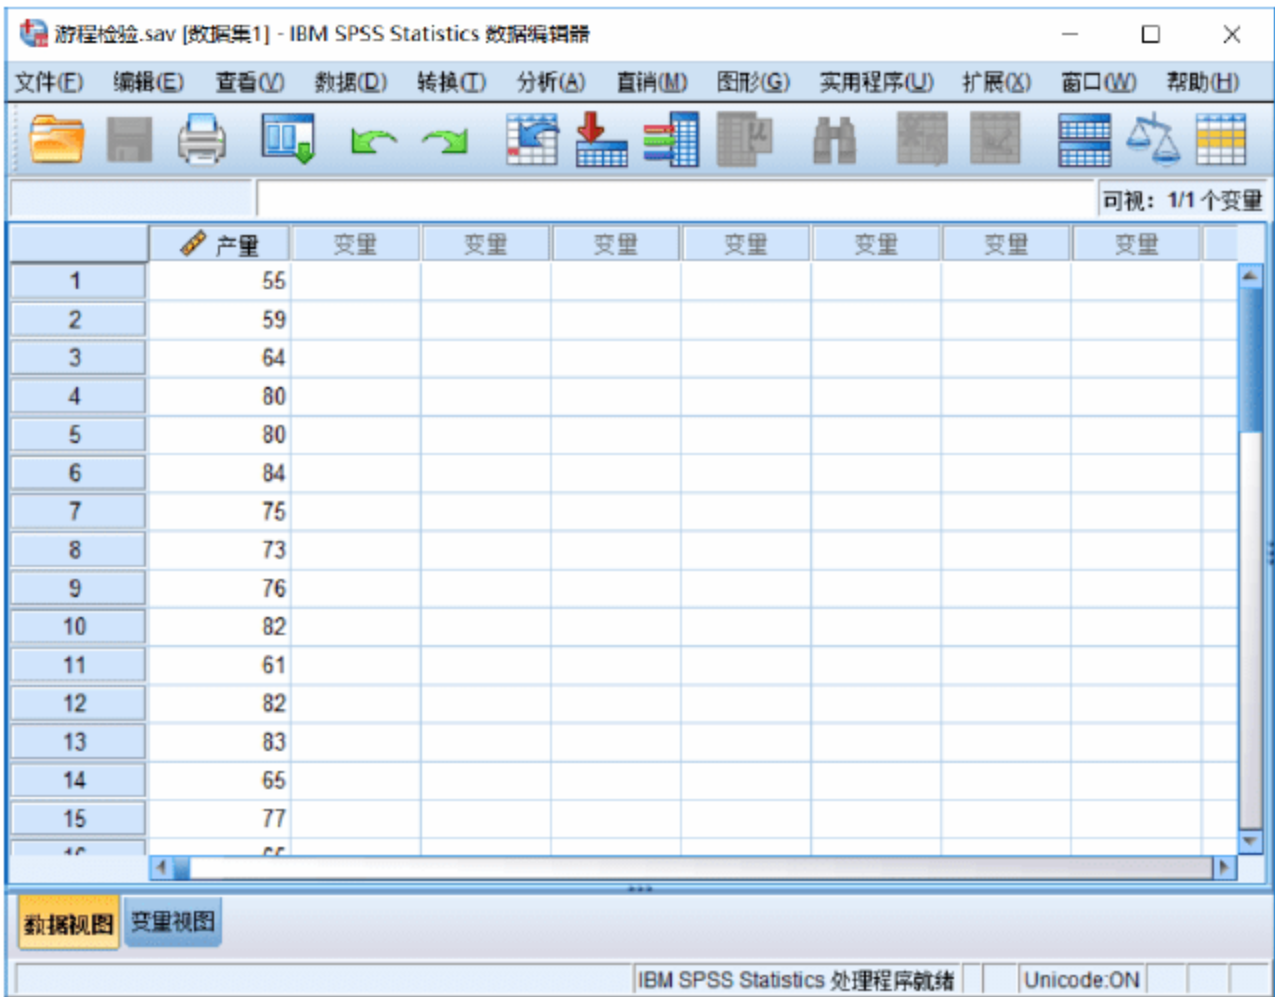 游程检验.sav [数据集1] - IBM SPSS Statistics 数据编辑器
文件(F) 编辑(E) 查看(V) 数据(D) 转换(T) 分析(A) 直销(M) 图形(G) 实用程序(U) 扩展(X) 窗口(W) 帮助(H)
可视: 1/1 个变量
产量 变量 变量 变量 变量 变量 变量 变量
1 55
2 59
3 64
4 80
5 80
6 84
7 75
8 73
9 76
10 82
11 61
12 82
13 83
14 65
15 77
数据视图 变量视图
IBM SPSS Statistics 处理程序就绪 Unicode:ON